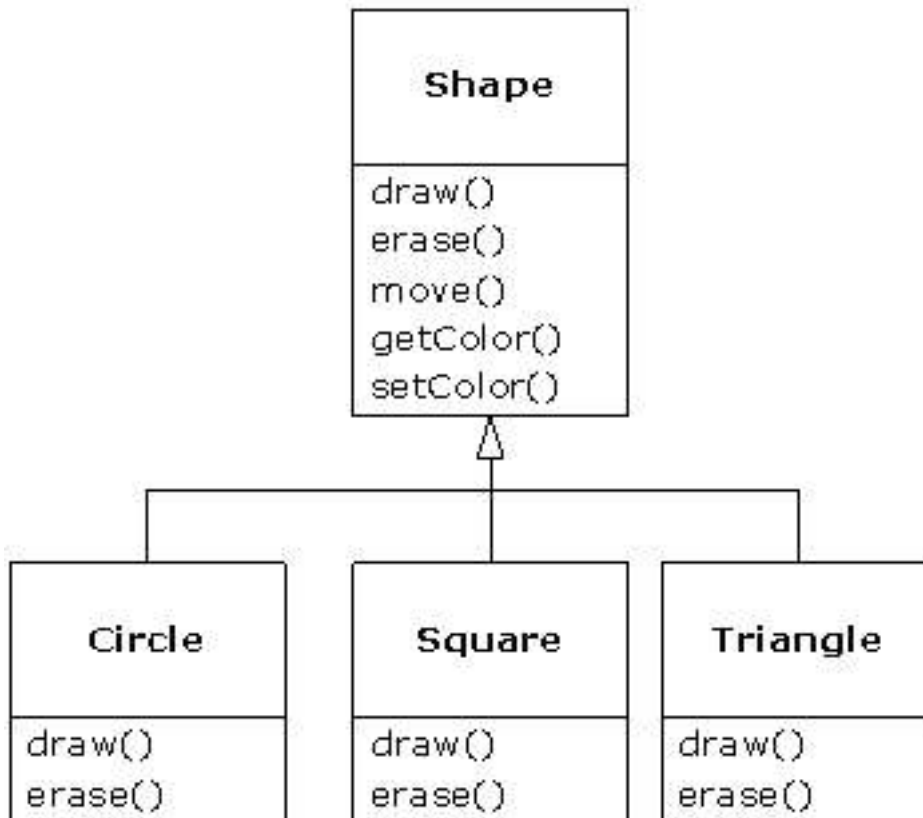 Shape
draw()
erase()
move()
getColor()
setColor()
Circle
draw()
erase()
Square
draw()
erase()
Triangle
draw()
erase()